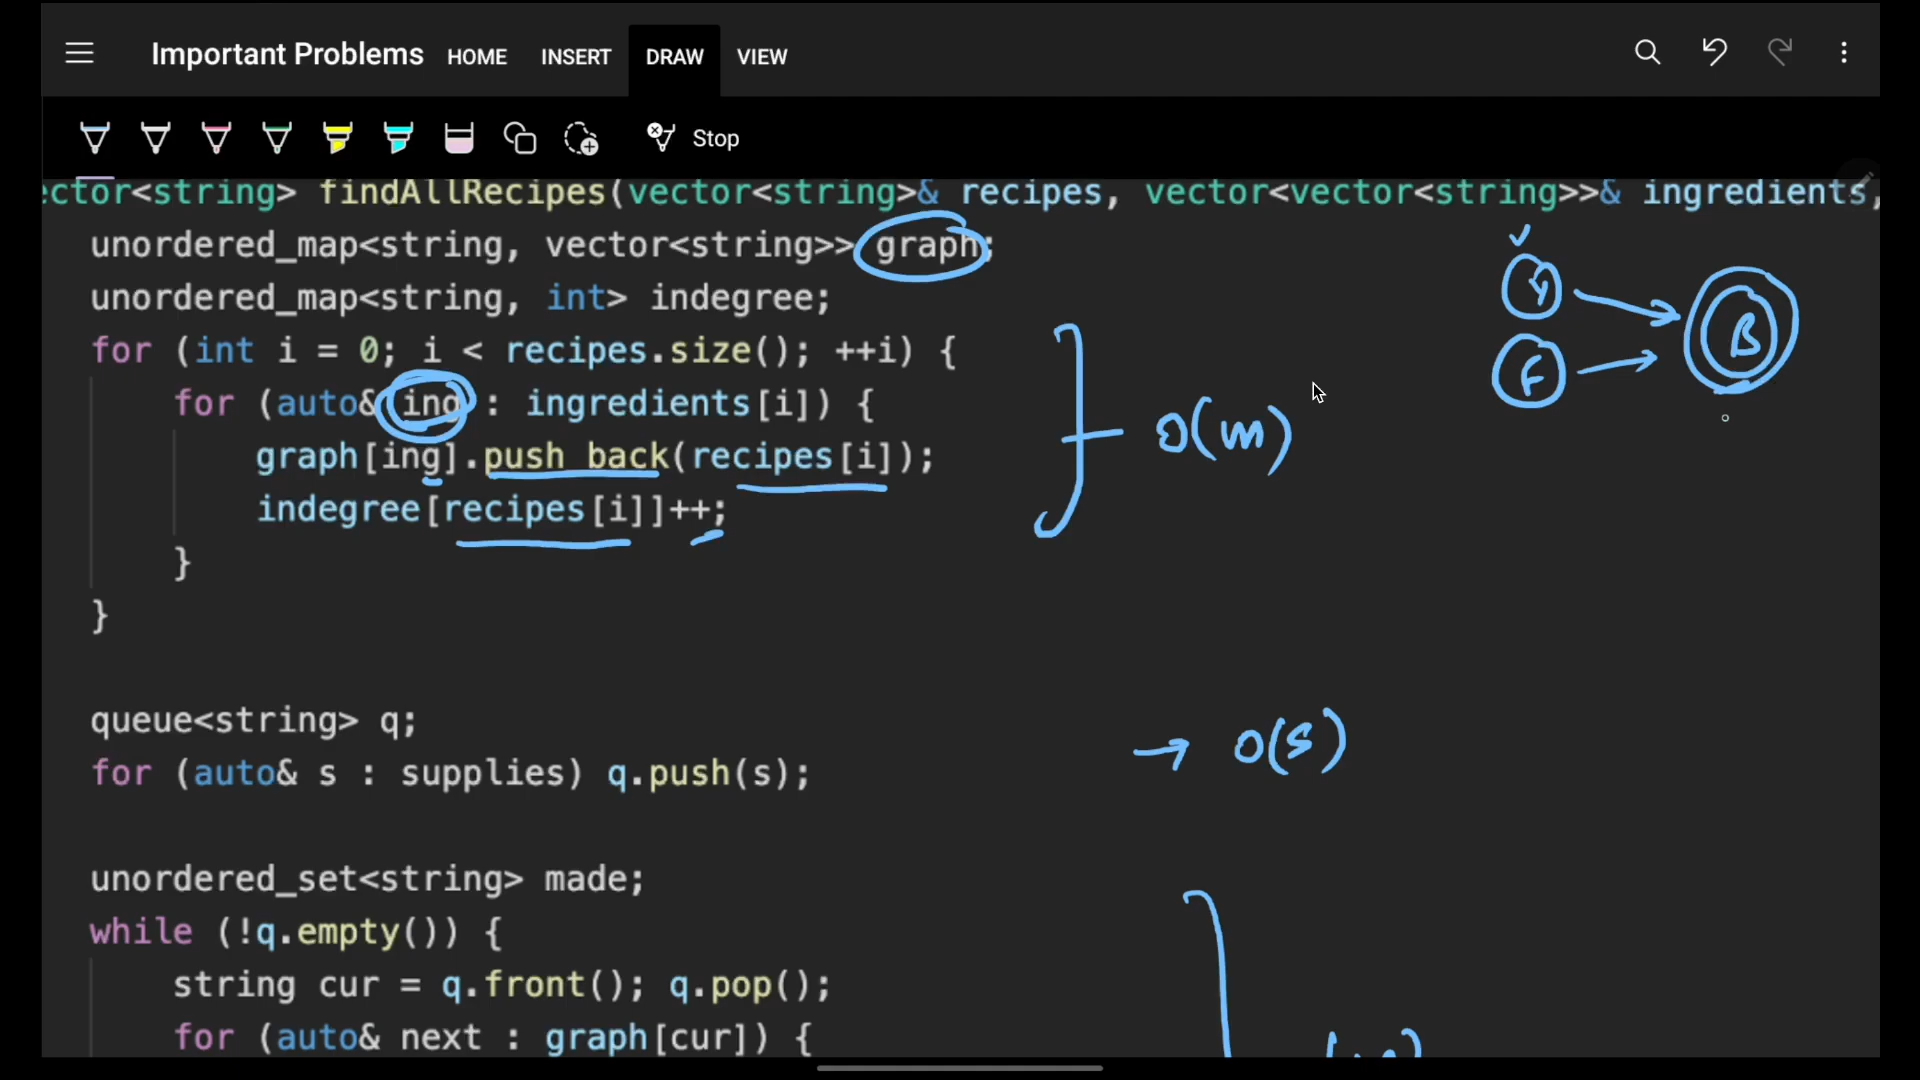 Important Problems HOME INSERT DRAW VIEW
Stop
ector<string> findAllRecipes(vector<string>& recipes, vector<vector<string>>& ingredients,
unordered_map<string, vector<string>> graph;
unordered_map<string, int> indegree;
for (int i = 0; i < recipes.size(); ++i) {
for (auto& ing : ingredients[i]) {
graph[ing].push_back(recipes[i]);
indegree[recipes[i]]++;
}
}
Y
B
F
O(m)
queue<string> q;
for (auto& s : supplies) q.push(s);
→ O(S)
unordered_set<string> made;
while (!q.empty()) {
string cur = q.front(); q.pop();
for (auto& next : graph[cur]) {